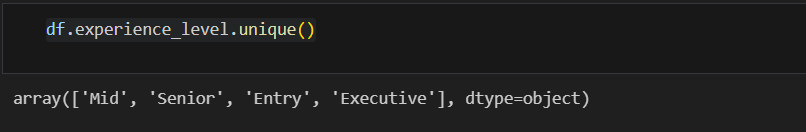 df.experience_level.unique()
array(['Mid', 'Senior', 'Entry', 'Executive'], dtype=object)